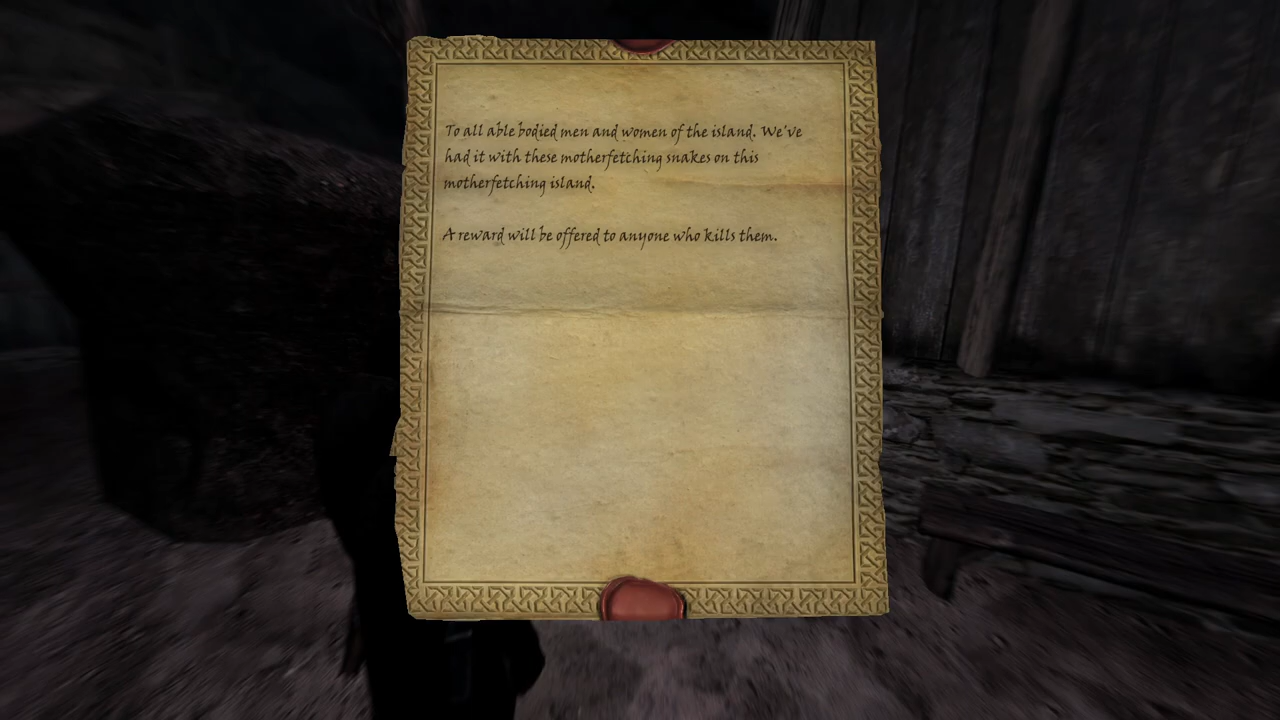 To all able bodied men and women of the island. We've
had it with these motherfetching snakes on this
motherfetching island.
A reward will be offered to anyone who kills them.